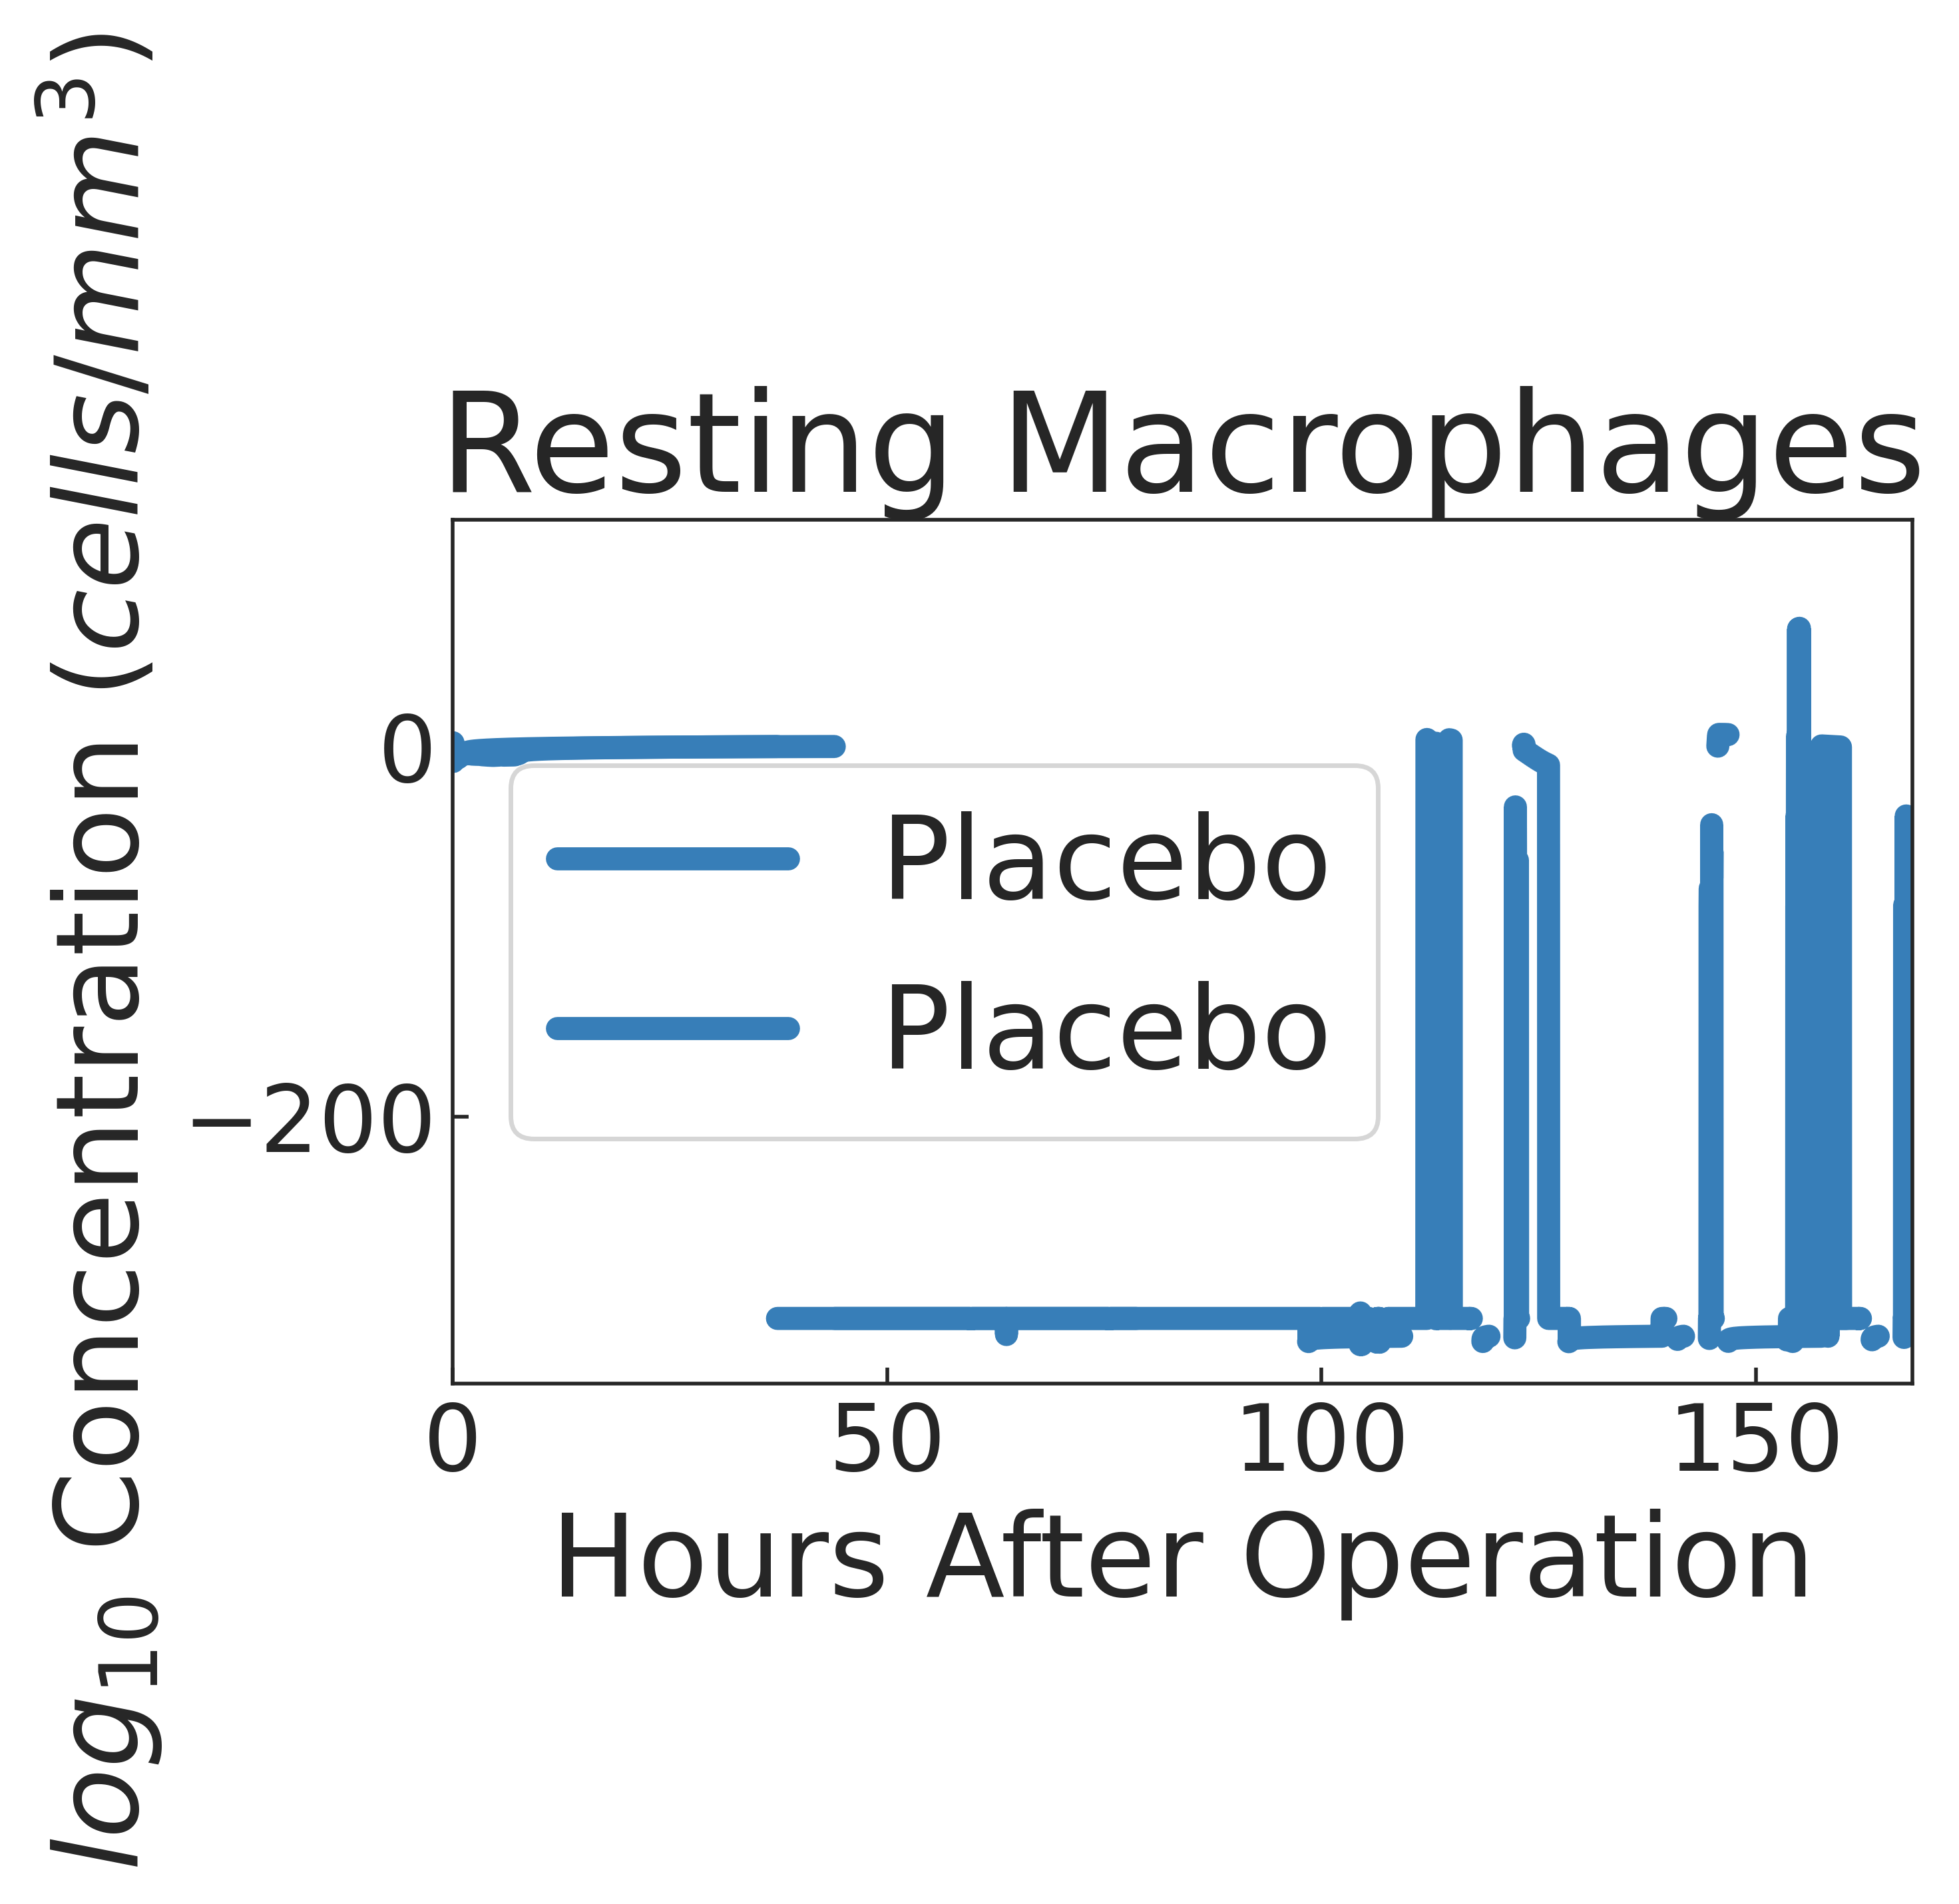 Resting Macrophages
log10 Concentration (cells/mm3)
0
−200
Placebo
Placebo
0 50 100 150
Hours After Operation